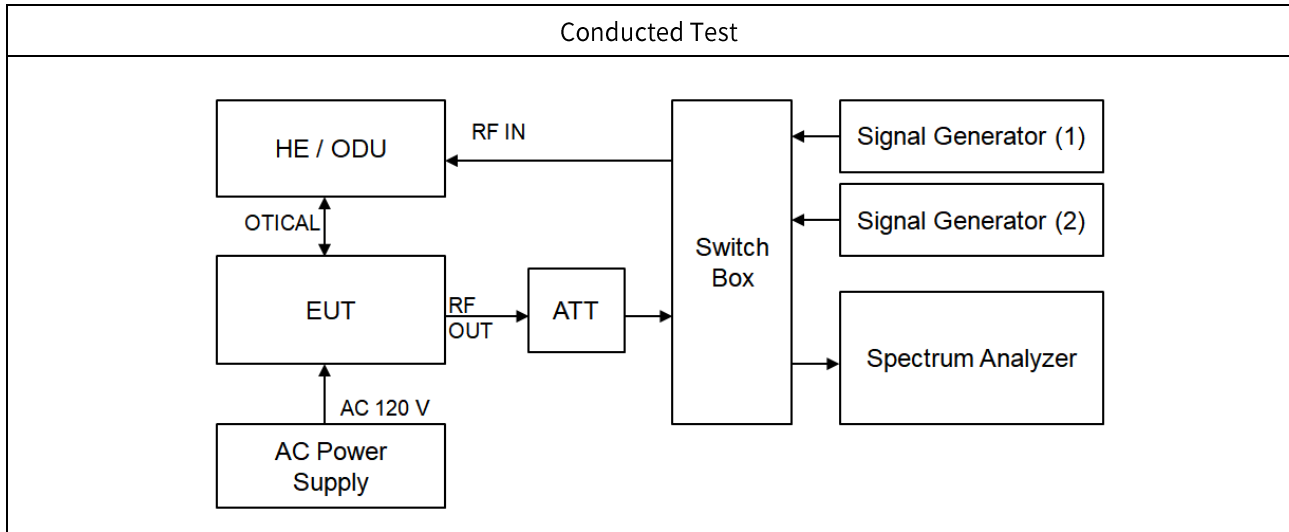 Conducted Test
HE / ODU
RF IN
Signal Generator (1)
OTICAL
Signal Generator (2)
Switch
Box
EUT
RF
OUT
ATT
Spectrum Analyzer
AC 120 V
AC Power
Supply